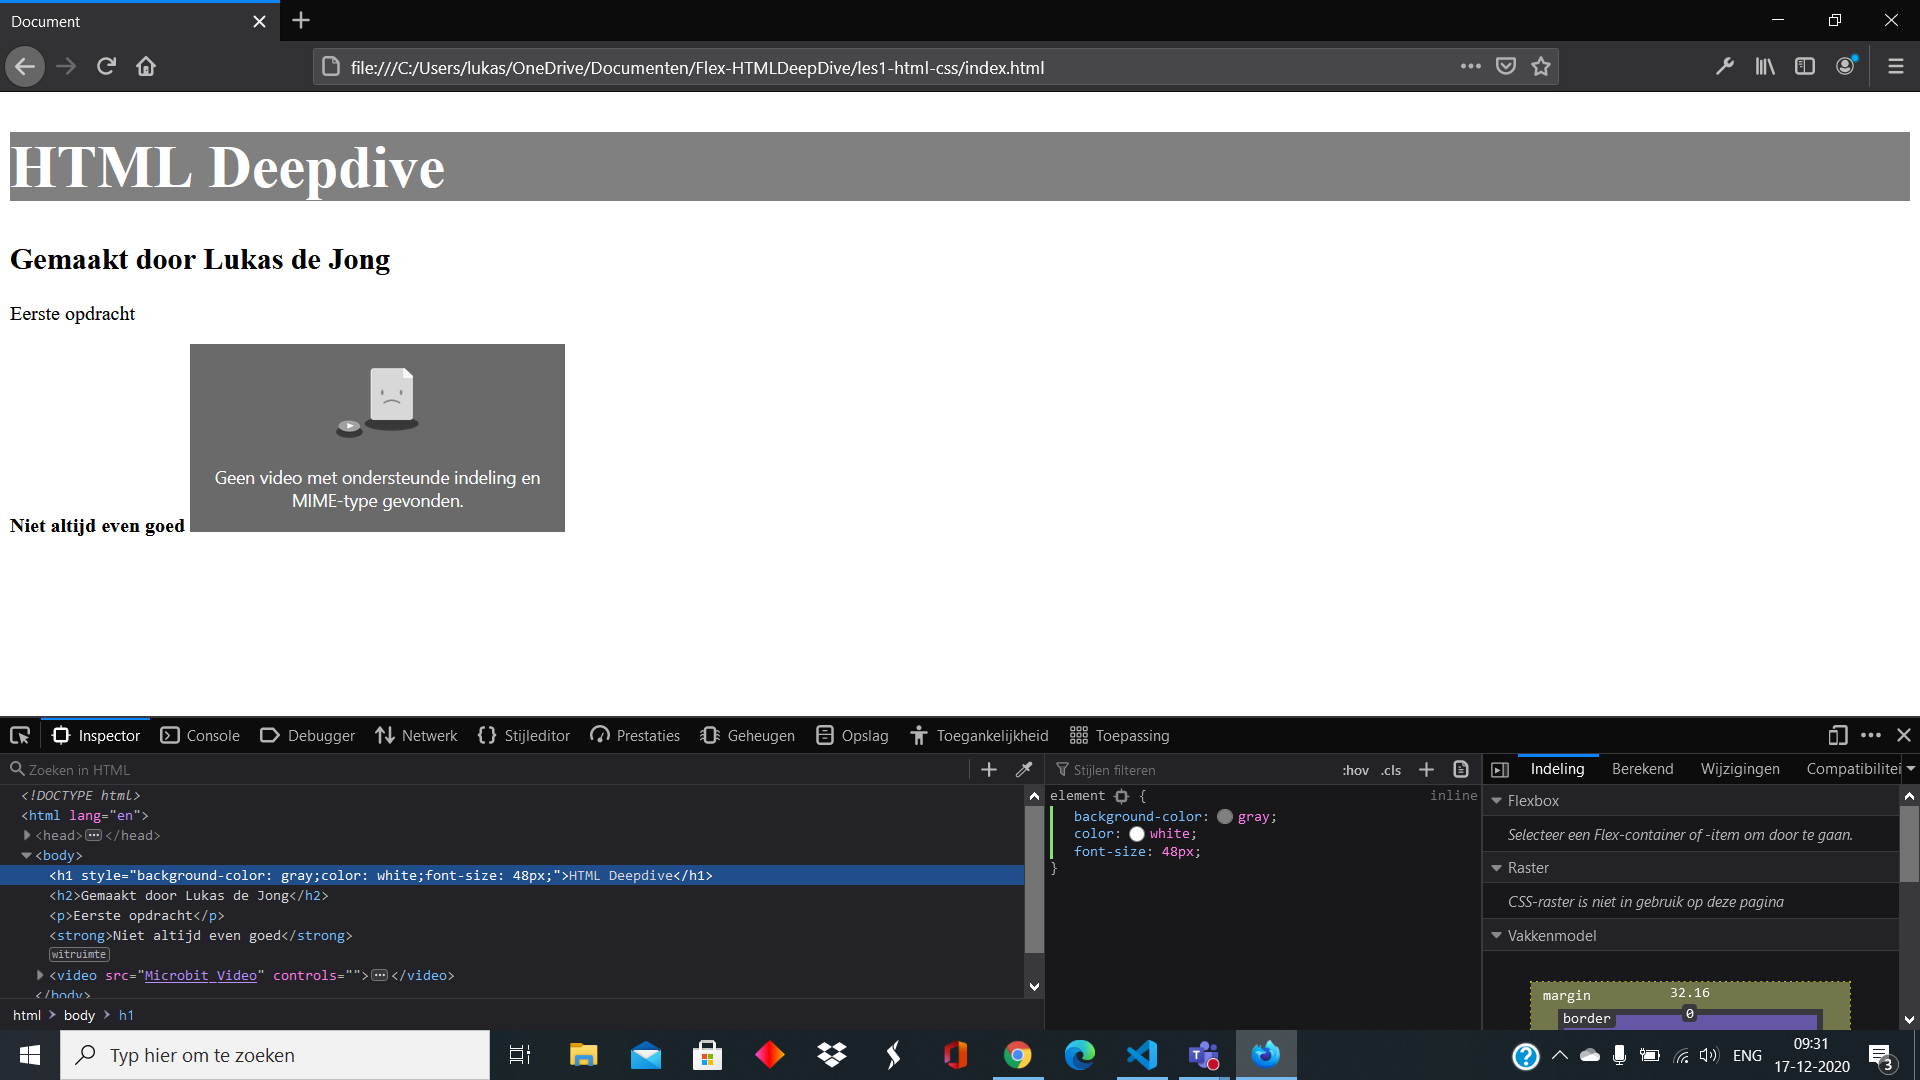 Document
file:///C:/Users/lukas/OneDrive/Documenten/Flex-HTMLDeepDive/les1-html-css/index.html
HTML Deepdive
Gemaakt door Lukas de Jong
Eerste opdracht
Geen video met ondersteunde indeling en
MIME-type gevonden.
Niet altijd even goed
Inspector Console Debugger Netwerk Stijleditor Prestaties Geheugen Opslag Toegankelijkheid Toepassing
Zoeken in HTML
<!DOCTYPE html>
<html lang="en">
<head> </head>
<body>
<h1 style="background-color: gray;color: white;font-size: 48px;">HTML Deepdive</h1>
<h2>Gemaakt door Lukas de Jong</h2>
<p>Eerste opdracht</p>
<strong>Niet altijd even goed</strong>
witruimte
<video src="Microbit_Video" controls=""> </video>
</body>
html > body > h1
Stijlen filteren :hov .cls
element { inline
background-color: gray;
color: white;
font-size: 48px;
}
Indeling Berekend Wijzigingen Compatibilitei
Flexbox
Selecteer een Flex-container of -item om door te gaan.
Raster
CSS-raster is niet in gebruik op deze pagina
Vakkenmodel
margin 32.16
border 0
Typ hier om te zoeken
ENG
09:31
17-12-2020
3